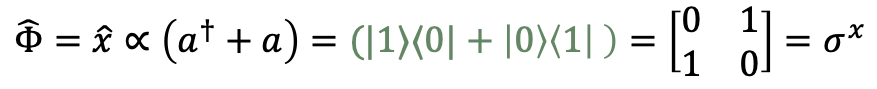 Φ̂ = x̂ ∝ (a† + a) = (|1⟩⟨0| + |0⟩⟨1| ) = [0 1; 1 0] = σˣ